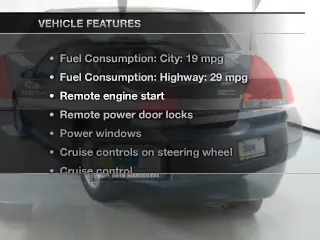 VEHICLE FEATURES
• Fuel Consumption: City: 19 mpg
• Fuel Consumption: Highway: 29 mpg
• Remote engine start
• Remote power door locks
• Power windows
• Cruise controls on steering wheel
• Cruise control